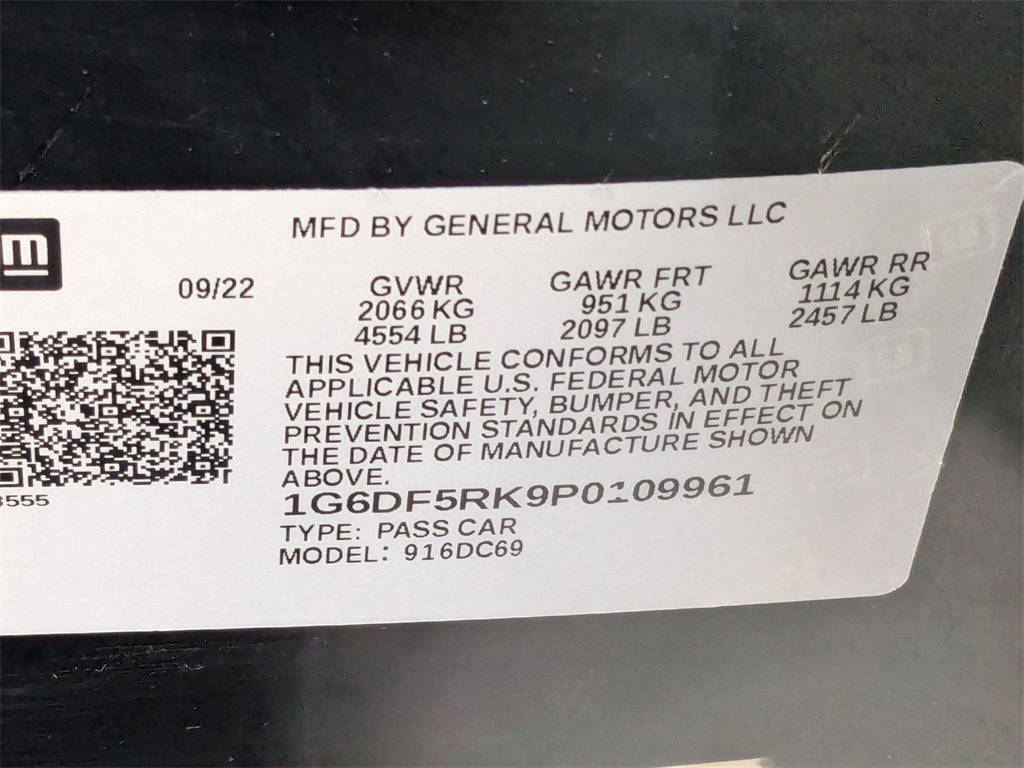 MFD BY GENERAL MOTORS LLC
m
09/22
GVWR
2066 KG
4554 LB
GAWR FRT
951 KG
2097 LB
GAWR RR
1114 KG
2457 LB
THIS VEHICLE CONFORMS TO ALL
APPLICABLE U.S. FEDERAL MOTOR
VEHICLE SAFETY, BUMPER, AND THEFT
PREVENTION STANDARDS IN EFFECT ON
THE DATE OF MANUFACTURE SHOWN
ABOVE.
1G6DF5RK9P0109961
3555
TYPE: PASS CAR
MODEL: 916DC69